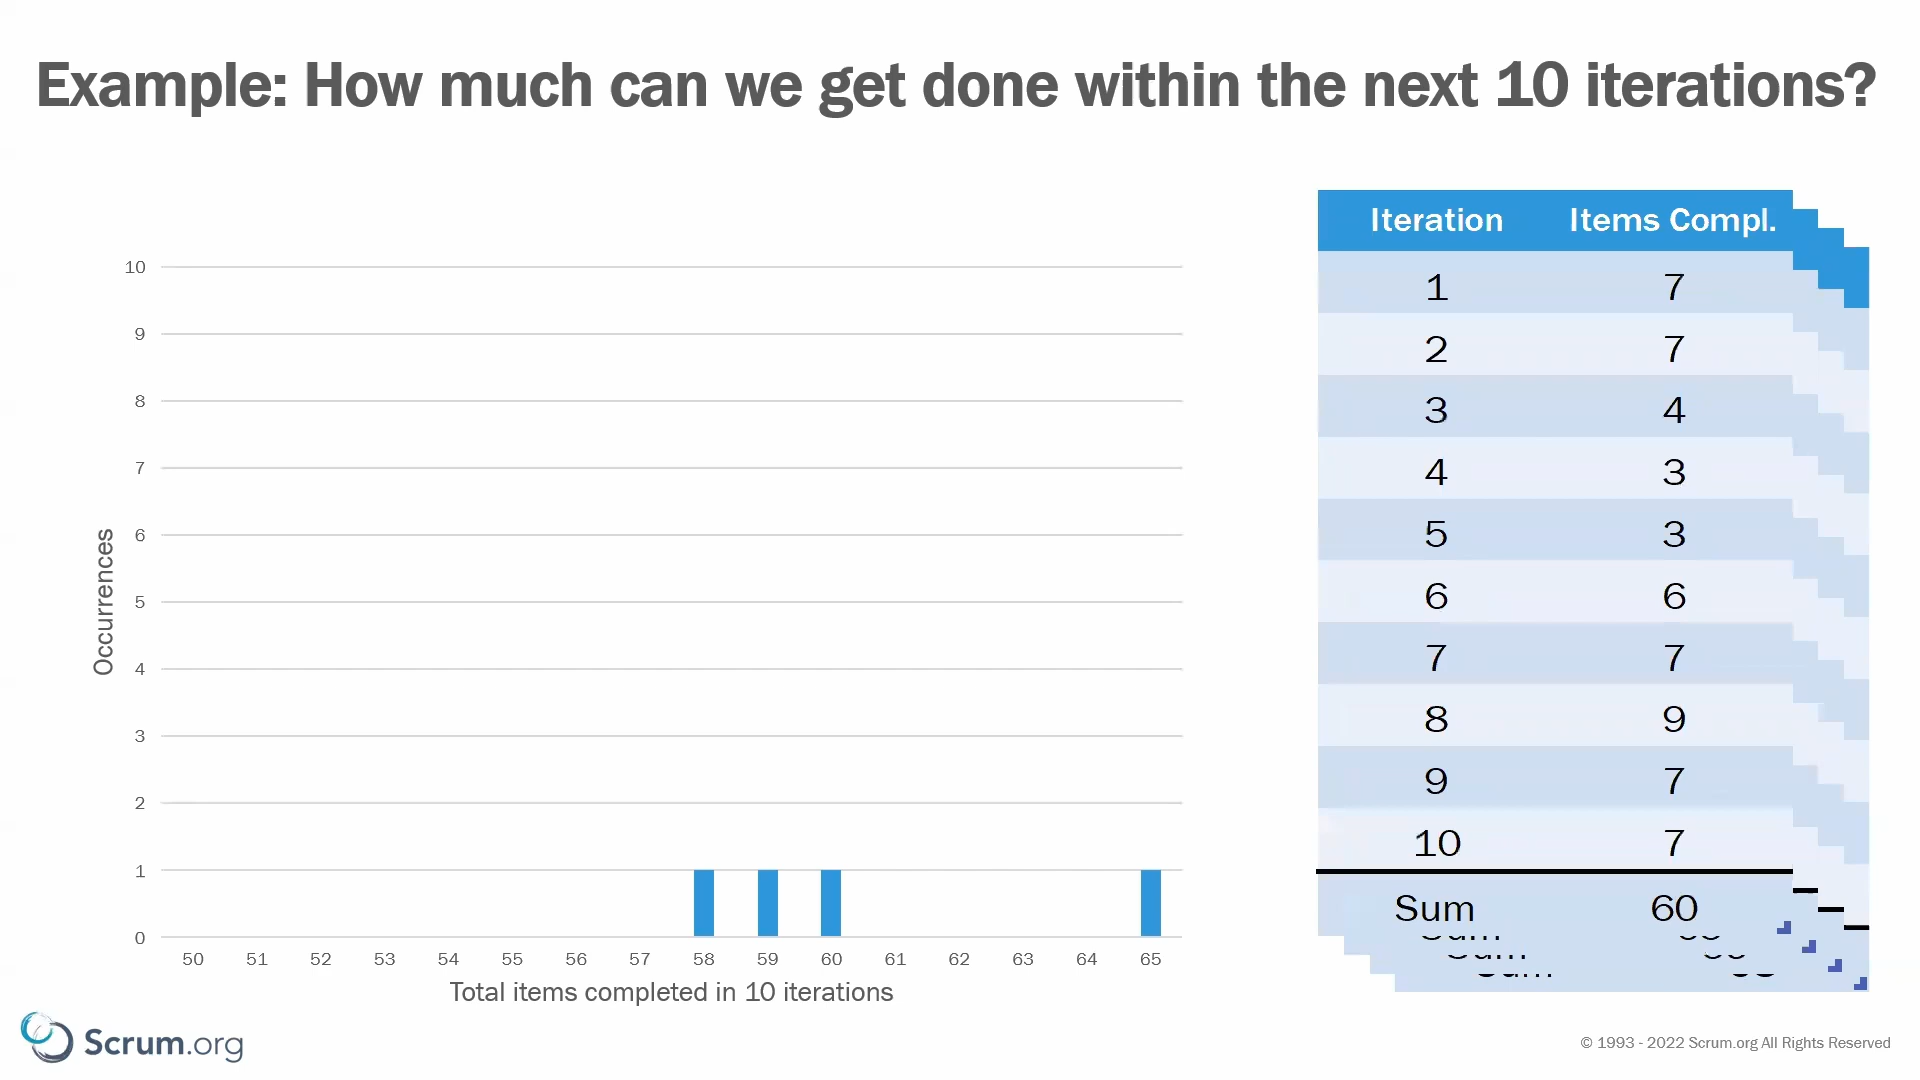 Example: How much can we get done within the next 10 iterations?
10
9
8
7
6
5
4
3
2
1
0
Occurrences
50 51 52 53 54 55 56 57 58 59 60 61 62 63 64 65
Total items completed in 10 iterations
Iteration Items Compl.
1 7
2 7
3 4
4 3
5 3
6 6
7 7
8 9
9 7
10 7
Sum 60
Sum
Sum
Sum
Scrum.org
© 1993 - 2022 Scrum.org All Rights Reserved